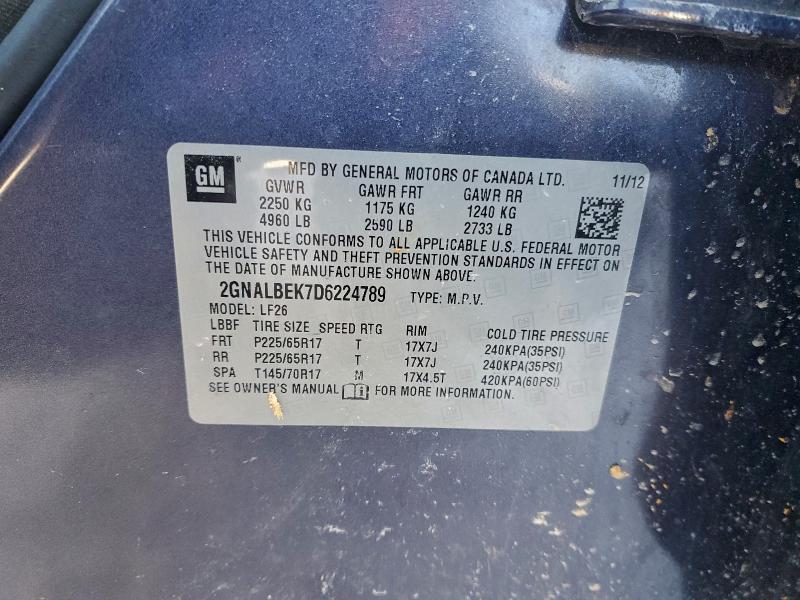 GM
MFD BY GENERAL MOTORS OF CANADA LTD. 11/12
GVWR GAWR FRT GAWR RR
2250 KG 1175 KG 1240 KG
4960 LB 2590 LB 2733 LB
THIS VEHICLE CONFORMS TO ALL APPLICABLE U.S. FEDERAL MOTOR
VEHICLE SAFETY AND THEFT PREVENTION STANDARDS IN EFFECT ON
THE DATE OF MANUFACTURE SHOWN ABOVE.
2GNALBEK7D6224789 TYPE: M.P.V.
MODEL: LF26
LBBF TIRE SIZE SPEED RTG RIM COLD TIRE PRESSURE
FRT P225/65R17 T 17X7J 240KPA(35PSI)
RR P225/65R17 T 17X7J 240KPA(35PSI)
SPA T145/70R17 M 17X4.5T 420KPA(60PSI)
SEE OWNER'S MANUAL FOR MORE INFORMATION.